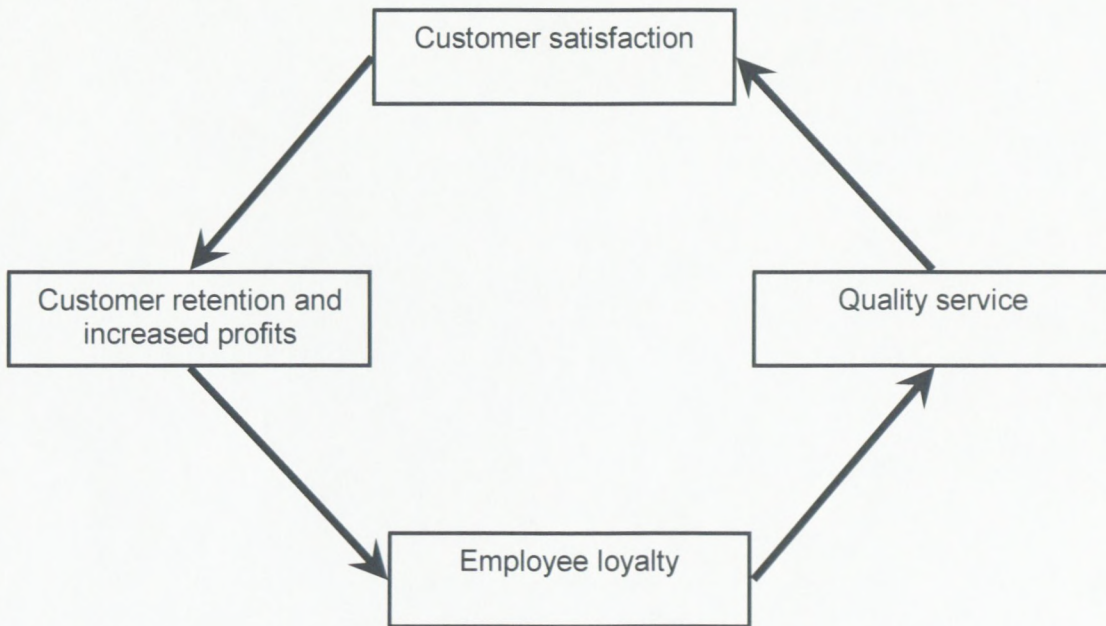 Customer satisfaction
Customer retention and
increased profits
Quality service
Employee loyalty